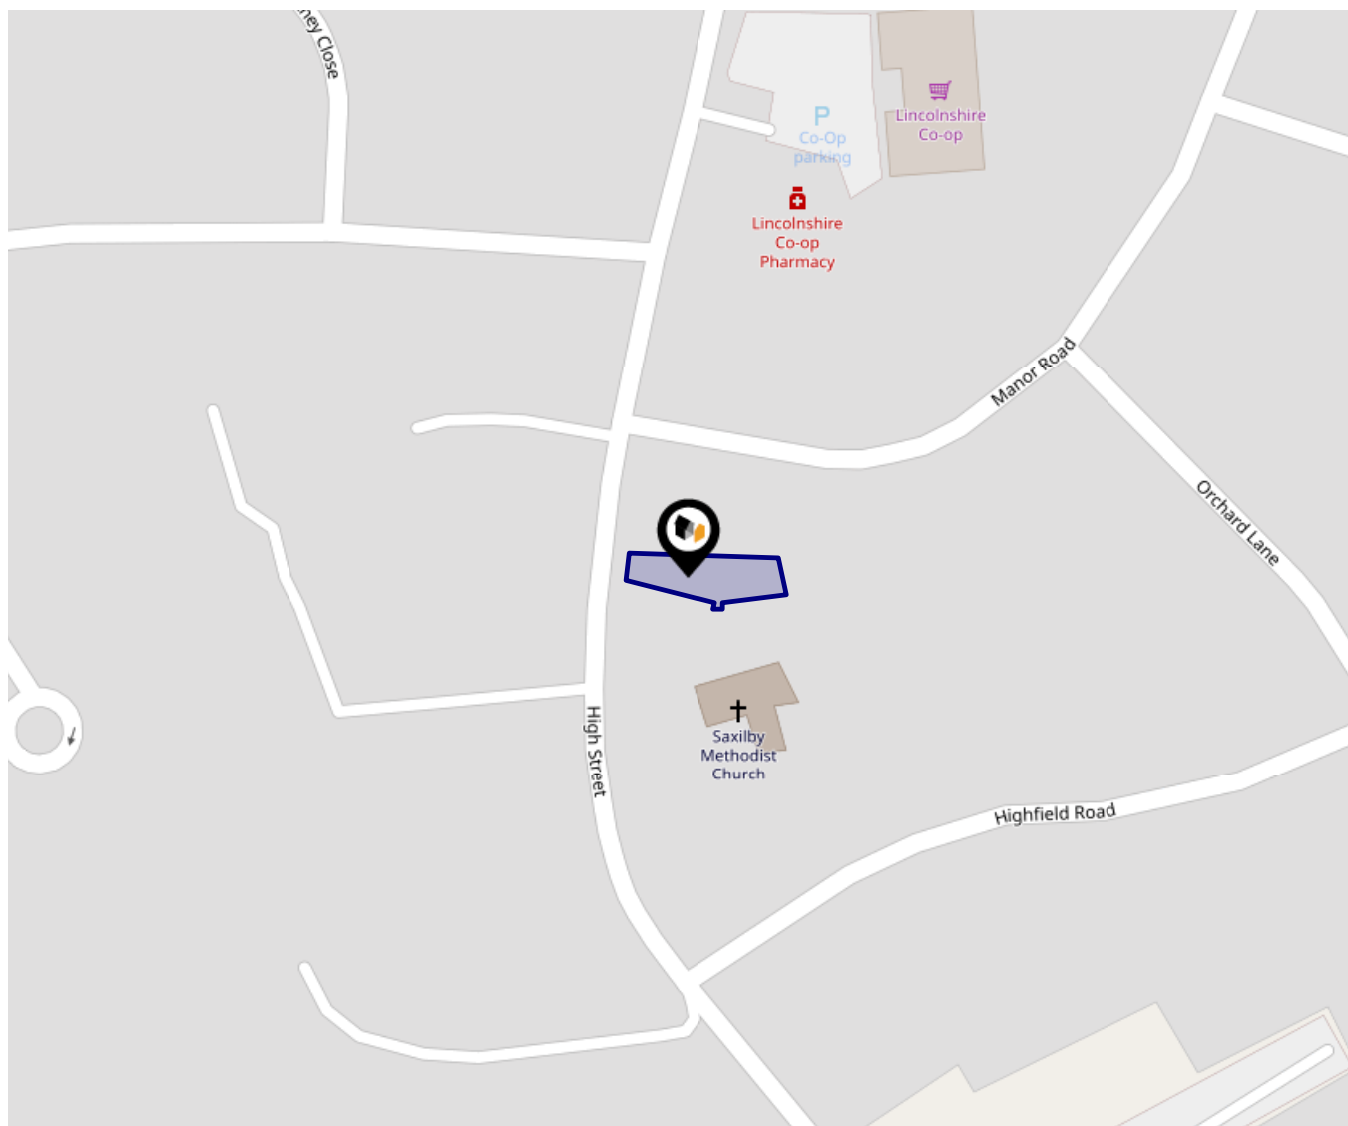 Close
P
Co-Op
parking
Lincolnshire
Co-op
Lincolnshire
Co-op
Pharmacy
Manor Road
Orchard Lane
High Street
Saxilby
Methodist
Church
Highfield Road